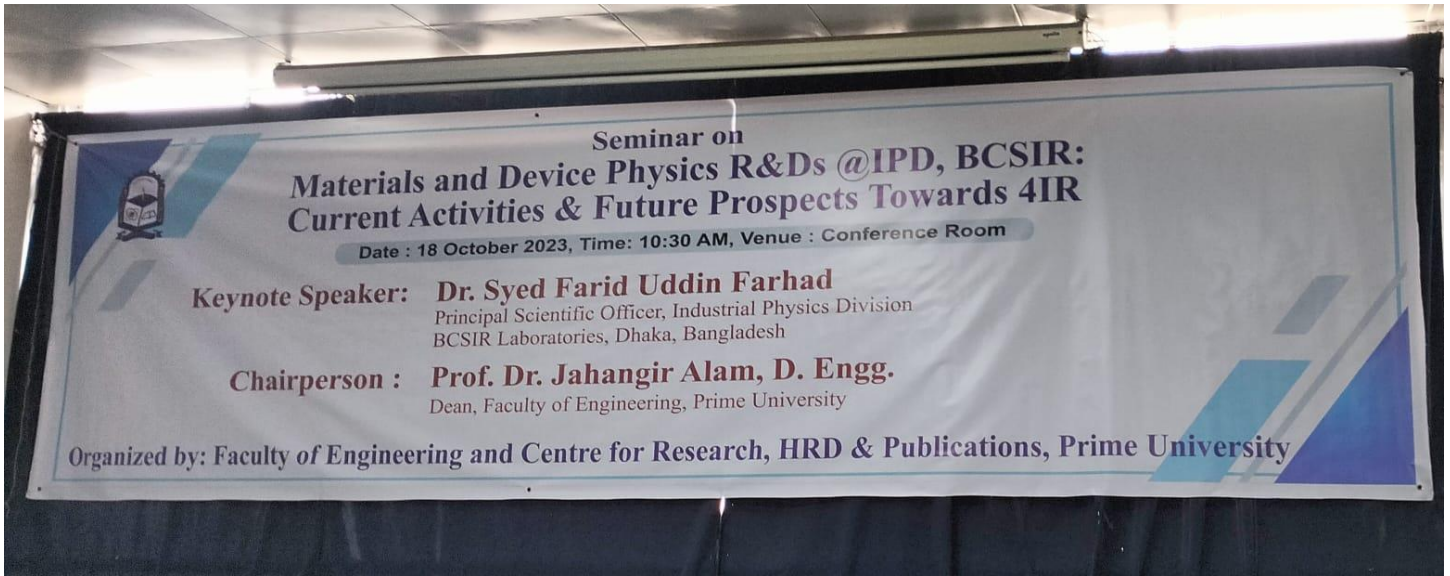 Seminar on
Materials and Device Physics R&Ds @IPD, BCSIR:
Current Activities & Future Prospects Towards 4IR
Date : 18 October 2023, Time: 10:30 AM, Venue : Conference Room
Keynote Speaker: Dr. Syed Farid Uddin Farhad
Principal Scientific Officer, Industrial Physics Division
BCSIR Laboratories, Dhaka, Bangladesh
Chairperson : Prof. Dr. Jahangir Alam, D. Engg.
Dean, Faculty of Engineering, Prime University
Organized by: Faculty of Engineering and Centre for Research, HRD & Publications, Prime University